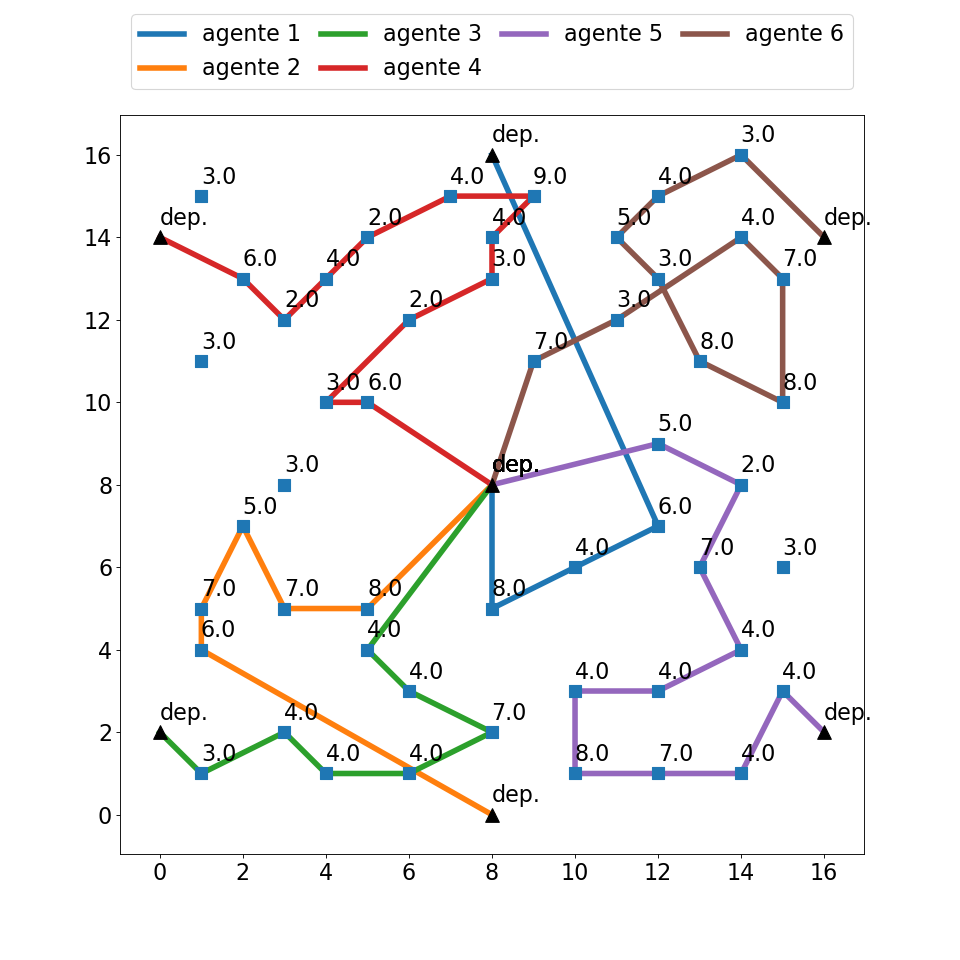 agente 1 agente 3 agente 5 agente 6
agente 2 agente 4
dep. 3.0
16
3.0 4.0 9.0 4.0
dep. 2.0 4.0 5.0 4.0 dep.
14
6.0 4.0 3.0 3.0 7.0
2.0 2.0 3.0
12
3.0 7.0 8.0
3.0 6.0 8.0
10
5.0
3.0 dep. 2.0
8
5.0 6.0
4.0 7.0 3.0
6
7.0 7.0 8.0 8.0
6.0 4.0 4.0
4
4.0 4.0 4.0 4.0
dep. 4.0 7.0 dep.
2
3.0 4.0 4.0 8.0 7.0 4.0
dep.
0
0 2 4 6 8 10 12 14 16